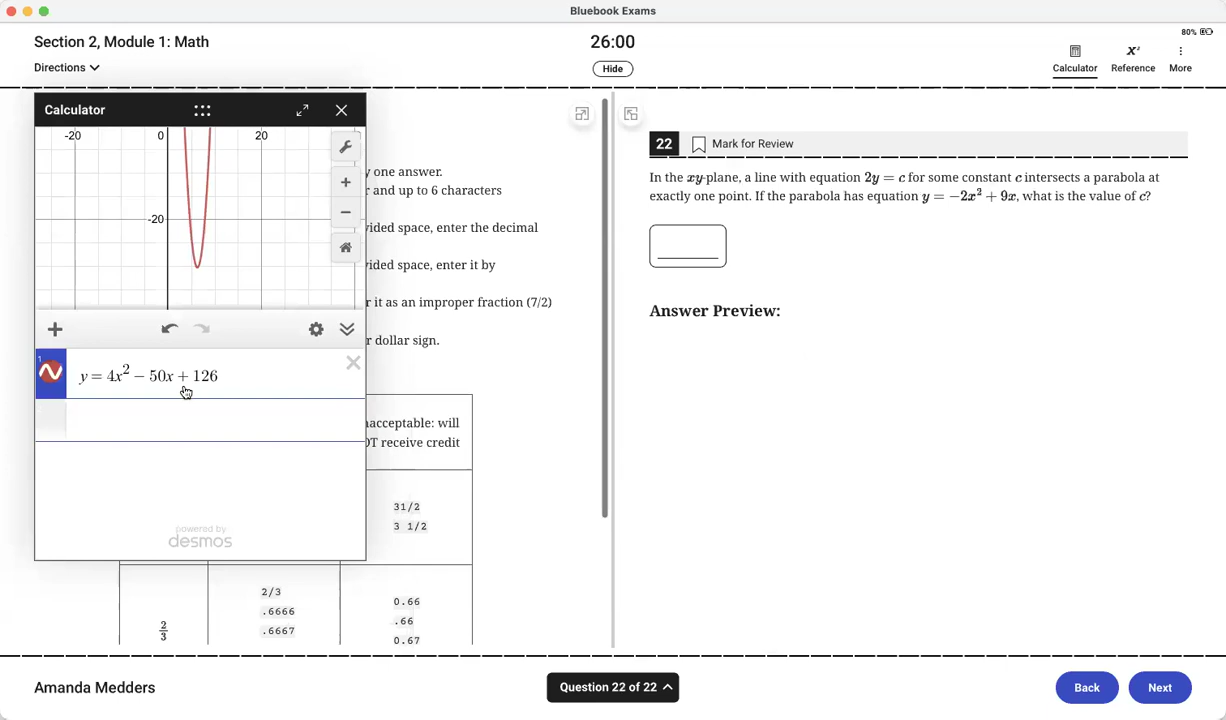 Bluebook Exams
80%
Section 2, Module 1: Math
26:00
Directions
Hide
Calculator
Reference
More
Calculator
-20
0
20
-20
y = 4x² − 50x + 126
1
powered by
desmos
y one answer.
r and up to 6 characters
vided space, enter the decimal
vided space, enter it by
r it as an improper fraction (7/2)
r dollar sign.
nacceptable: will
OT receive credit
31/2
3 1/2
2/3
.6666
.6667
0.66
.66
0.67
2/3
22
Mark for Review
In the xy-plane, a line with equation 2y = c for some constant c intersects a parabola at
exactly one point. If the parabola has equation y = −2x² + 9x, what is the value of c?
Answer Preview:
Amanda Medders
Question 22 of 22
Back
Next